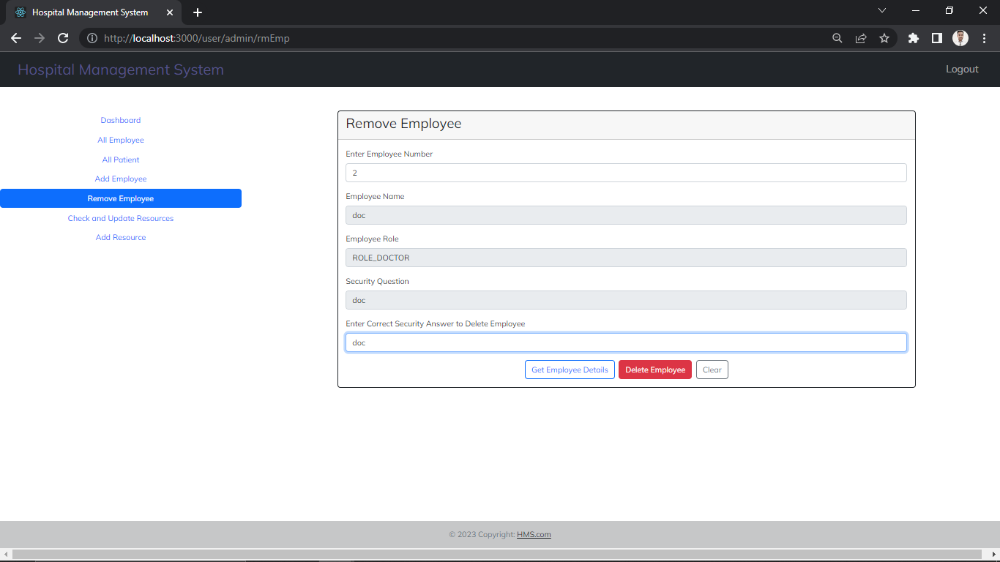 Hospital Management System
http://localhost:3000/user/admin/rmEmp
Hospital Management System
Logout
Dashboard
All Employee
All Patient
Add Employee
Remove Employee
Check and Update Resources
Add Resource
Remove Employee
Enter Employee Number
2
Employee Name
doc
Employee Role
ROLE_DOCTOR
Security Question
doc
Enter Correct Security Answer to Delete Employee
doc
Get Employee Details Delete Employee Clear
© 2023 Copyright: HMS.com